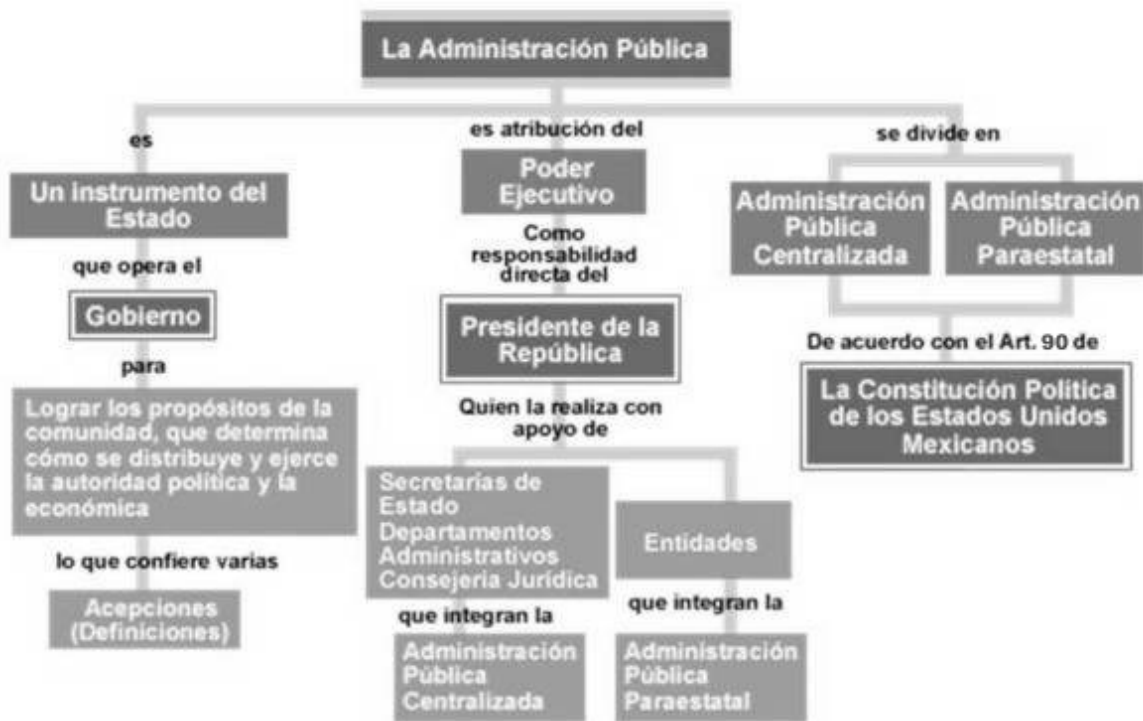 La Administración Pública
es
Un instrumento del
Estado
que opera el
Gobierno
para
Lograr los propósitos de la
comunidad, que determina
cómo se distribuye y ejerce
la autoridad política y la
económica
lo que confiere varias
Acepciones
(Definiciones)
es atribución del
Poder
Ejecutivo
Como
responsabilidad
directa del
Presidente de la
República
Quien la realiza con
apoyo de
Secretarías de
Estado
Departamentos
Administrativos
Consejería Jurídica
que integran la
Administración
Pública
Centralizada
Entidades
que integran la
Administración
Pública
Paraestatal
se divide en
Administración
Pública
Centralizada
Administración
Pública
Paraestatal
De acuerdo con el Art. 90 de
La Constitución Politica
de los Estados Unidos
Mexicanos